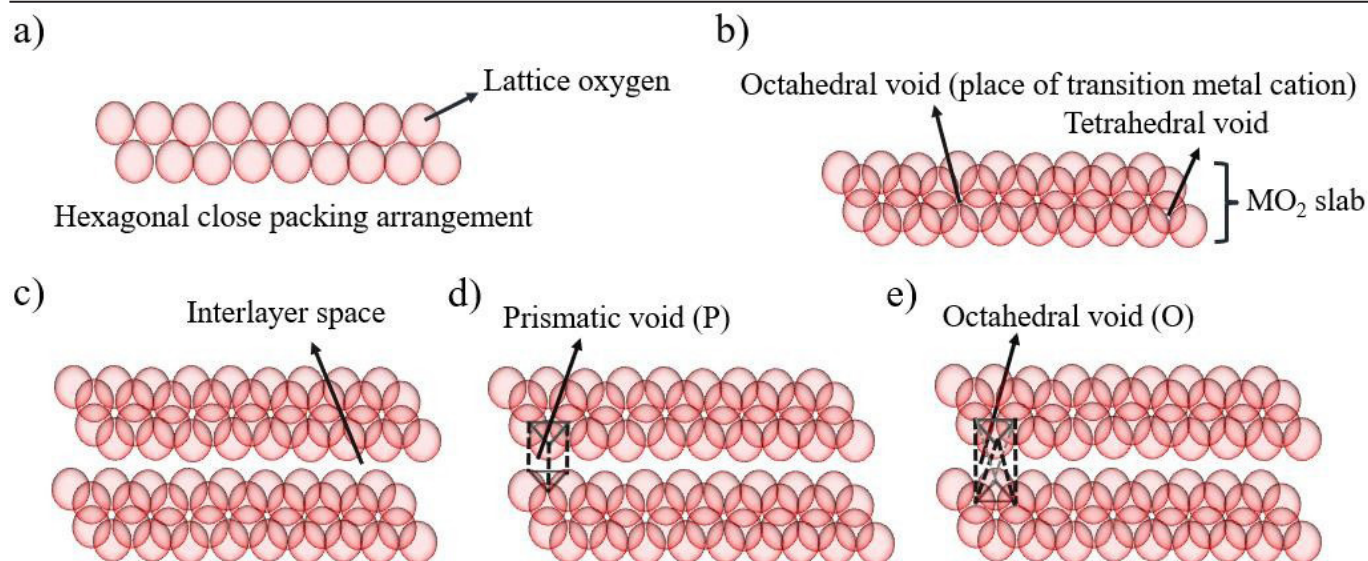 a)
Lattice oxygen
Hexagonal close packing arrangement
b)
Octahedral void (place of transition metal cation)
Tetrahedral void
MO₂ slab
c)
Interlayer space
d)
Prismatic void (P)
e)
Octahedral void (O)